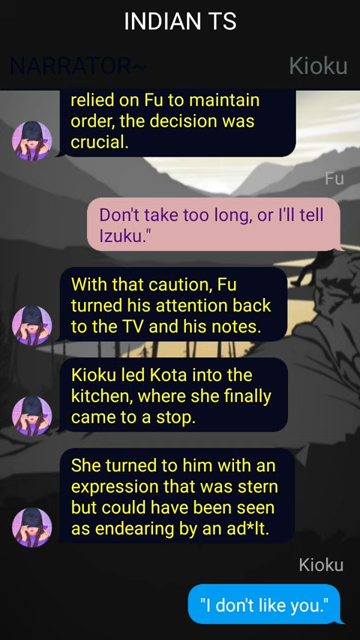 INDIAN TS
NARRATOR~ Kioku
relied on Fu to maintain
order, the decision was
crucial.
Fu
Don't take too long, or I'll tell
Izuku."
With that caution, Fu
turned his attention back
to the TV and his notes.
Kioku led Kota into the
kitchen, where she finally
came to a stop.
She turned to him with an
expression that was stern
but could have been seen
as endearing by an ad*lt.
Kioku
"I don't like you."